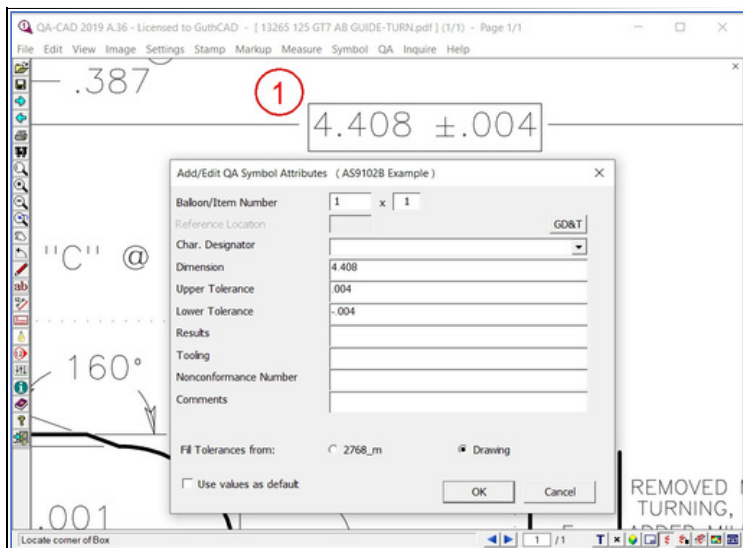 QA-CAD 2019 A.36 - Licensed to GuthCAD - [ 13265 125 GT7 AB GUIDE-TURN.pdf ] (1/1) - Page 1/1
File Edit View Image Settings Stamp Markup Measure Symbol QA Inquire Help
.387
1
4.408 ±.004
Add/Edit QA Symbol Attributes ( AS9102B Example )
Balloon/Item Number 1 x 1
Reference Location GD&T
Char. Designator
Dimension 4.408
Upper Tolerance .004
Lower Tolerance -.004
Results
Tooling
Nonconformance Number
Comments
Fill Tolerances from: 2768_m Drawing
Use values as default
OK Cancel
"C" @
160°
.001
REMOVED
TURNING,
Locate corner of Box
1 /1